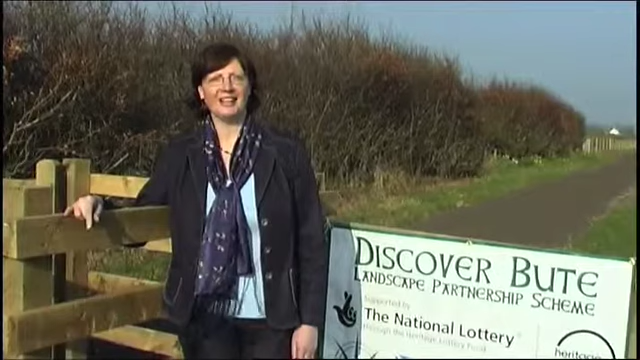 DISCOVER BUTE
LANDSCAPE PARTNERSHIP SCHEME
Supported by
The National Lottery®
through the Heritage Lottery Fund
heritage